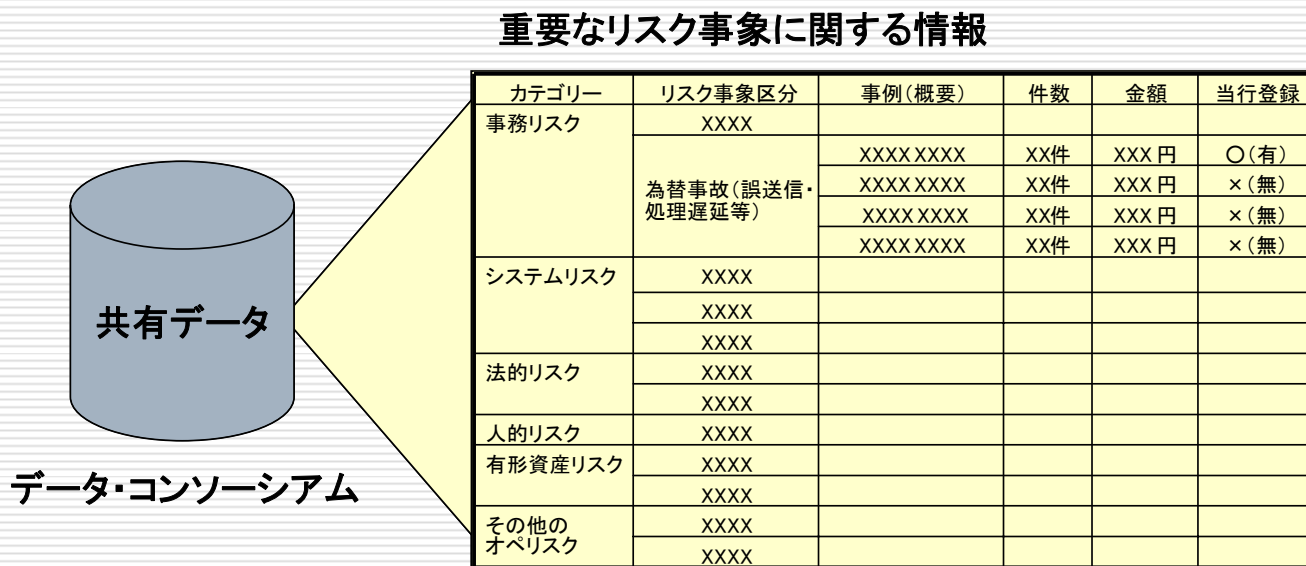 重要なリスク事象に関する情報
カテゴリー リスク事象区分 事例(概要) 件数 金額 当行登録
事務リスク XXXX
為替事故(誤送信・
処理遅延等)
XXXX XXXX XX件 XXX 円 ○(有)
XXXX XXXX XX件 XXX 円 ×(無)
XXXX XXXX XX件 XXX 円 ×(無)
XXXX XXXX XX件 XXX 円 ×(無)
システムリスク XXXX
XXXX
XXXX
法的リスク XXXX
XXXX
人的リスク XXXX
有形資産リスク XXXX
XXXX
その他の
オペリスク
XXXX
XXXX
共有データ
データ・コンソーシアム